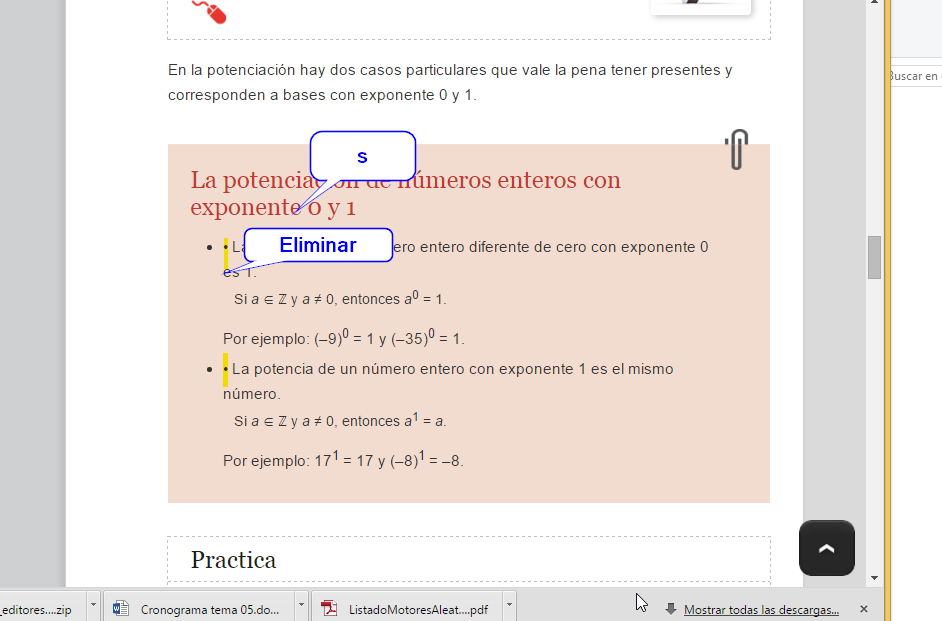 En la potenciación hay dos casos particulares que vale la pena tener presentes y
corresponden a bases con exponente 0 y 1.
s
La potenciación de números enteros con
exponente 0 y 1
Eliminar
• • La ero entero diferente de cero con exponente 0
es 1.
Si a ∈ ℤ y a ≠ 0, entonces a⁰ = 1.
Por ejemplo: (–9)⁰ = 1 y (–35)⁰ = 1.
• • La potencia de un número entero con exponente 1 es el mismo
número.
Si a ∈ ℤ y a ≠ 0, entonces a¹ = a.
Por ejemplo: 17¹ = 17 y (–8)¹ = –8.
Practica
Buscar en
_editores....zip
Cronograma tema 05.do...
ListadoMotoresAleat....pdf
Mostrar todas las descargas...